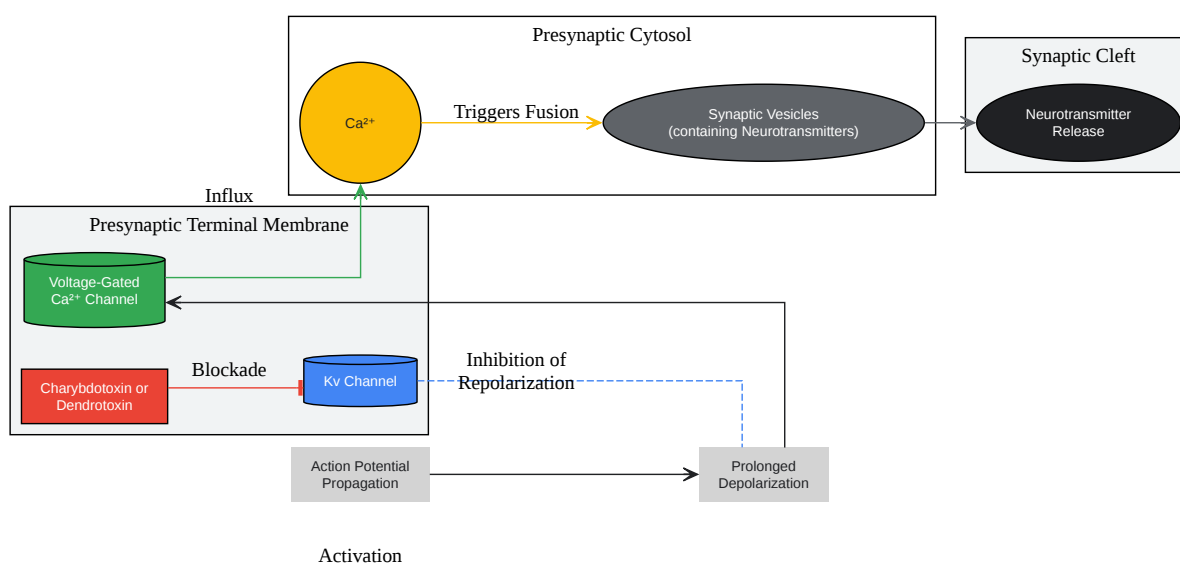 Presynaptic Cytosol
Synaptic Cleft
Ca²⁺
Triggers Fusion
Synaptic Vesicles
(containing Neurotransmitters)
Neurotransmitter
Release
Influx
Presynaptic Terminal Membrane
Voltage-Gated
Ca²⁺ Channel
Blockade
Charybdotoxin or
Dendrotoxin
Kv Channel
Inhibition of
Repolarization
Action Potential
Propagation
Prolonged
Depolarization
Activation